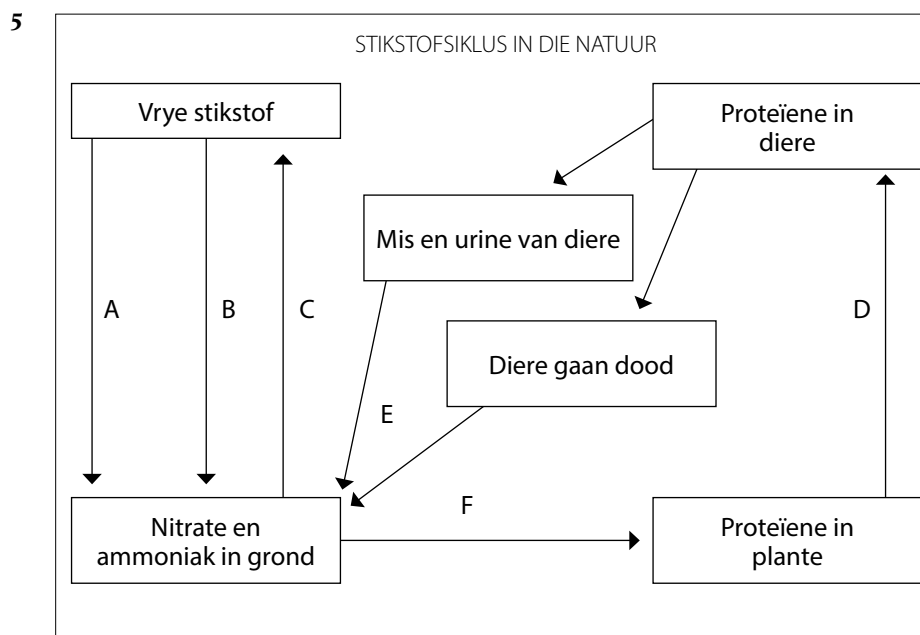 5
STIKSTOFSIKLUS IN DIE NATUUR
Vrye stikstof
Proteïene in
diere
Mis en urine van diere
A
B
C
D
Diere gaan dood
E
F
Nitrate en
ammoniak in grond
Proteïene in
plante